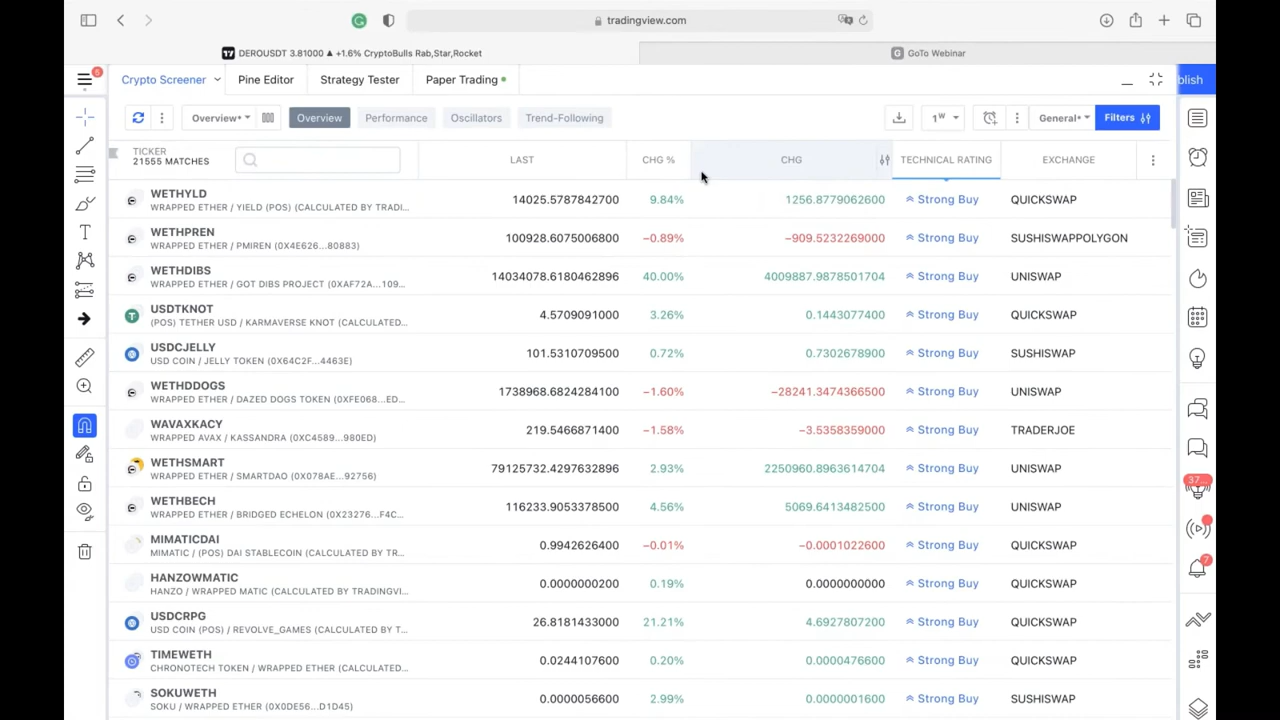 tradingview.com
DEROUSDT 3.81000 ▲ +1.6% CryptoBulls Rab,Star,Rocket
GoTo Webinar
6
Crypto Screener
Pine Editor
Strategy Tester
Paper Trading
blish
Overview*
Overview
Performance
Oscillators
Trend-Following
1W
General*
Filters
TICKER
21555 MATCHES
LAST
CHG %
CHG
TECHNICAL RATING
EXCHANGE
WETHYLD
WRAPPED ETHER / YIELD (POS) (CALCULATED BY TRADI...
14025.5787842700 9.84% 1256.8779062600 Strong Buy QUICKSWAP
WETHPREN
WRAPPED ETHER / PMIREN (0X4E626...80883)
100928.6075006800 −0.89% −909.5232269000 Strong Buy SUSHISWAPPOLYGON
WETHDIBS
WRAPPED ETHER / GOT DIBS PROJECT (0XAF72A...109...
14034078.6180462896 40.00% 4009887.9878501704 Strong Buy UNISWAP
USDTKNOT
(POS) TETHER USD / KARMAVERSE KNOT (CALCULATED...
4.5709091000 3.26% 0.1443077400 Strong Buy QUICKSWAP
USDCJELLY
USD COIN / JELLY TOKEN (0X64C2F...4463E)
101.5310709500 0.72% 0.7302678900 Strong Buy SUSHISWAP
WETHDDOGS
WRAPPED ETHER / DAZED DOGS TOKEN (0XFE068...ED...
1738968.6824284100 −1.60% −28241.3474366500 Strong Buy UNISWAP
WAVAXKACY
WRAPPED AVAX / KASSANDRA (0XC4589...980ED)
219.5466871400 −1.58% −3.5358359000 Strong Buy TRADERJOE
WETHSMART
WRAPPED ETHER / SMARTDAO (0X078AE...92756)
79125732.4297632896 2.93% 2250960.8963614704 Strong Buy UNISWAP
WETHBECH
WRAPPED ETHER / BRIDGED ECHELON (0X23276...F4C...
116233.9053378500 4.56% 5069.6413482500 Strong Buy UNISWAP
MIMATICDAI
MIMATIC / (POS) DAI STABLECOIN (CALCULATED BY TR...
0.9942626400 −0.01% −0.0001022600 Strong Buy QUICKSWAP
HANZOWMATIC
HANZO / WRAPPED MATIC (CALCULATED BY TRADINGVI...
0.0000000200 0.19% 0.0000000000 Strong Buy QUICKSWAP
USDCRPG
USD COIN (POS) / REVOLVE_GAMES (CALCULATED BY T...
26.8181433000 21.21% 4.6927807200 Strong Buy QUICKSWAP
TIMEWETH
CHRONOTECH TOKEN / WRAPPED ETHER (CALCULATED...
0.0244107600 0.20% 0.0000476600 Strong Buy QUICKSWAP
SOKUWETH
SOKU / WRAPPED ETHER (0X0DE56...D1D45)
0.0000056600 2.99% 0.0000001600 Strong Buy SUSHISWAP
37...
7